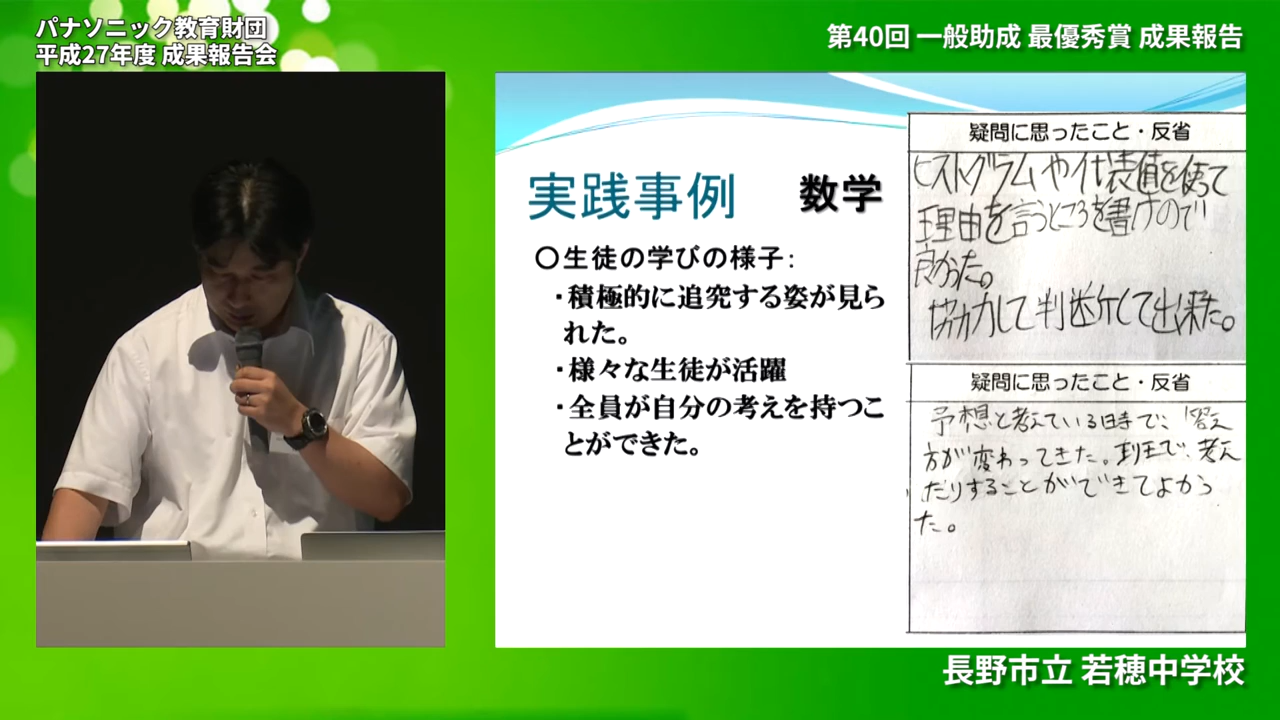 パナソニック教育財団
平成27年度 成果報告会
第40回 一般助成 最優秀賞 成果報告
実践事例 数学
〇生徒の学びの様子：
・積極的に追究する姿が見ら
れた。
・様々な生徒が活躍
・全員が自分の考えを持つこ
とができた。
疑問に思ったこと・反省
ヒストグラムや代表値を使って
理由を言うところを書けので
良かった。
協力して判断して出来た。
疑問に思ったこと・反省
予想と考えている時で、答え
方が変わってきた。班で、考え
だりすることができてよかっ
た。
長野市立 若穂中学校